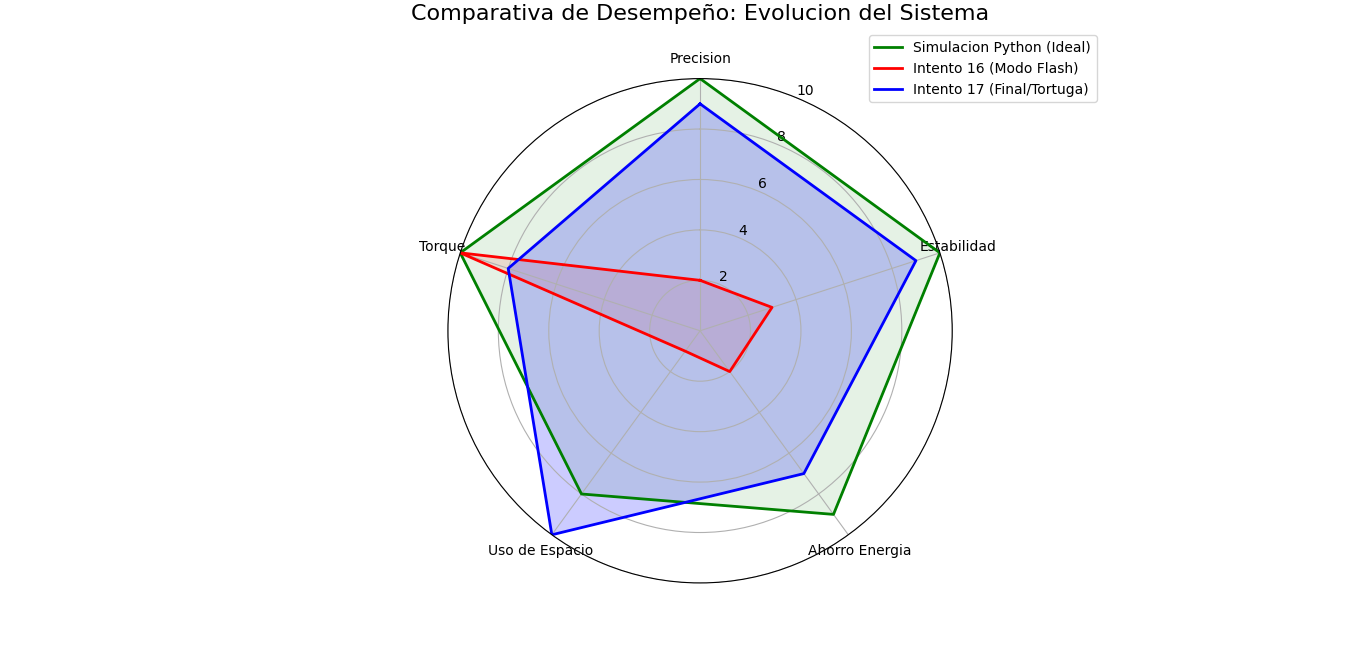 Comparativa de Desempeño: Evolucion del Sistema
Simulacion Python (Ideal)
Intento 16 (Modo Flash)
Intento 17 (Final/Tortuga)
Precision
10
8
6
4
2
Torque
Estabilidad
Uso de Espacio
Ahorro Energia